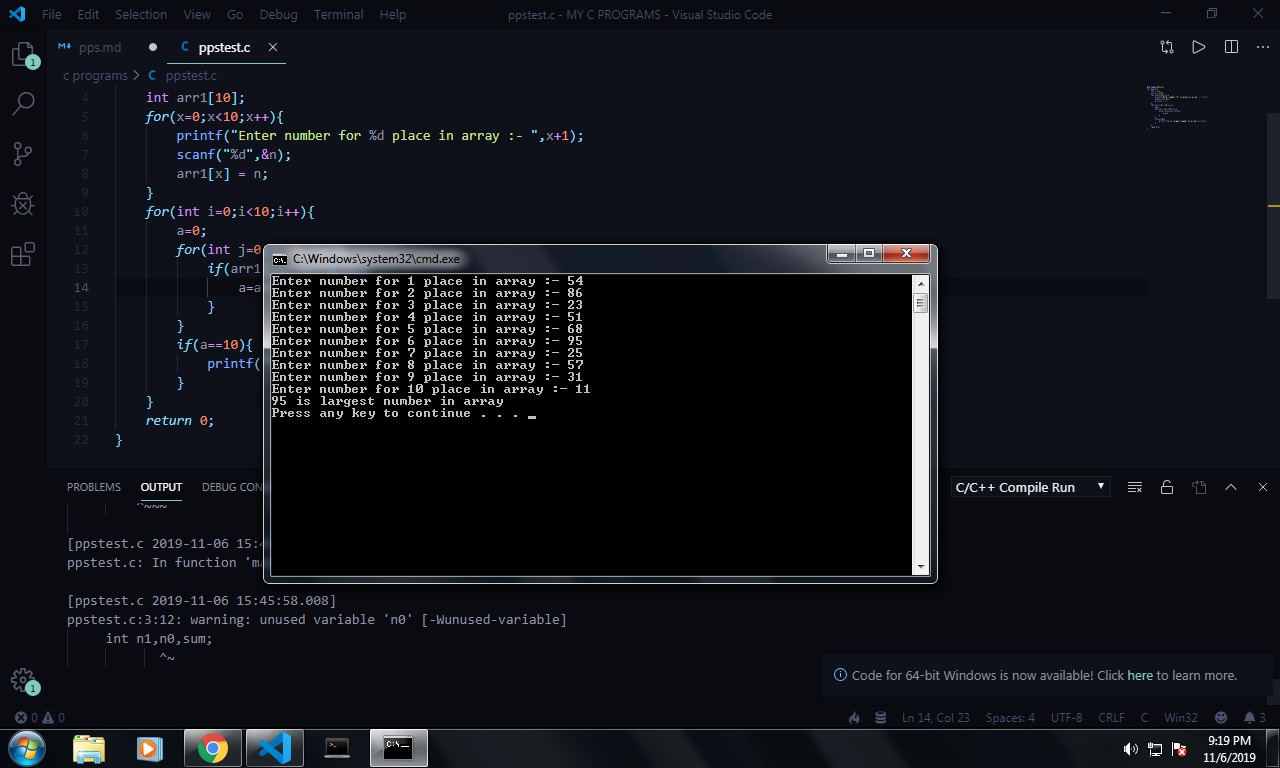 File Edit Selection View Go Debug Terminal Help
ppstest.c - MY C PROGRAMS - Visual Studio Code
pps.md
C ppstest.c
c programs > C ppstest.c
4 int arr1[10];
5 for(x=0;x<10;x++){
6 printf("Enter number for %d place in array :- ",x+1);
7 scanf("%d",&n);
8 arr1[x] = n;
9 }
10 for(int i=0;i<10;i++){
11 a=0;
12 for(int j=0
13 if(arr1
14 a=a
15 }
16 }
17 if(a==10){
18 printf(
19 }
20 }
21 return 0;
22 }
C:\Windows\system32\cmd.exe
Enter number for 1 place in array :- 54
Enter number for 2 place in array :- 86
Enter number for 3 place in array :- 23
Enter number for 4 place in array :- 51
Enter number for 5 place in array :- 68
Enter number for 6 place in array :- 95
Enter number for 7 place in array :- 25
Enter number for 8 place in array :- 57
Enter number for 9 place in array :- 31
Enter number for 10 place in array :- 11
95 is largest number in array
Press any key to continue . . . _
PROBLEMS OUTPUT DEBUG CON
C/C++ Compile Run
^~~~
[ppstest.c 2019-11-06 15:4
ppstest.c: In function 'ma
[ppstest.c 2019-11-06 15:45:58.008]
ppstest.c:3:12: warning: unused variable 'n0' [-Wunused-variable]
int n1,n0,sum;
^~
Code for 64-bit Windows is now available! Click here to learn more.
1
1
0 0
Ln 14, Col 23 Spaces: 4 UTF-8 CRLF C Win32 3
9:19 PM
11/6/2019